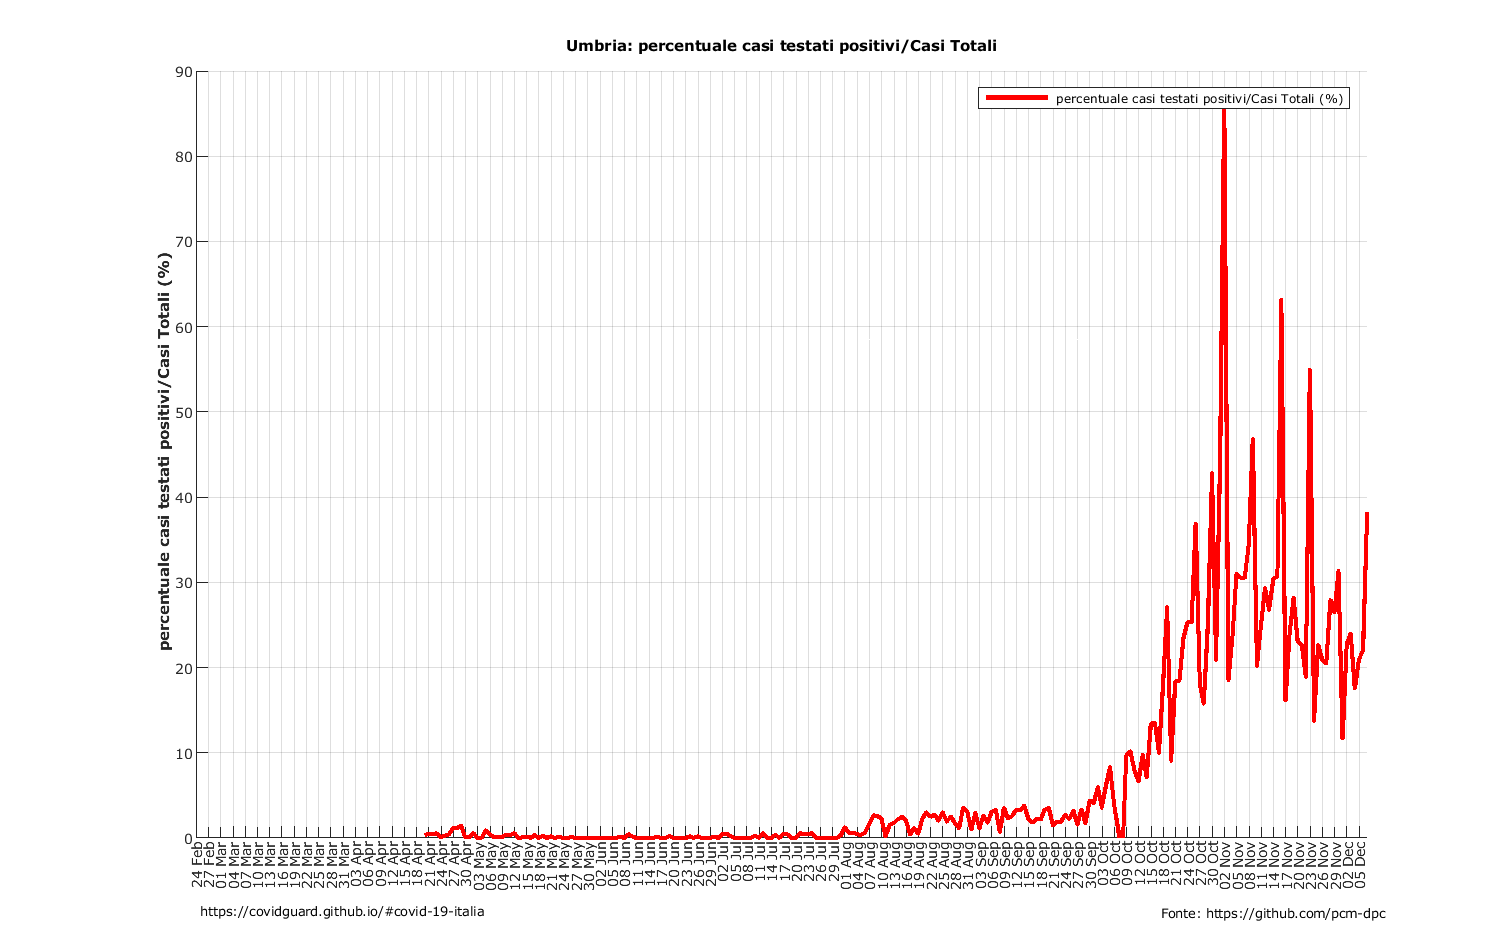 Umbria: percentuale casi testati positivi/Casi Totali
percentuale casi testati positivi/Casi Totali (%)
percentuale casi testati positivi/Casi Totali (%)
90
80
70
60
50
40
30
20
10
0
24 Feb
27 Feb
01 Mar
04 Mar
07 Mar
10 Mar
13 Mar
16 Mar
19 Mar
22 Mar
25 Mar
28 Mar
31 Mar
03 Apr
06 Apr
09 Apr
12 Apr
15 Apr
18 Apr
21 Apr
24 Apr
27 Apr
30 Apr
03 May
06 May
09 May
12 May
15 May
18 May
21 May
24 May
27 May
30 May
02 Jun
05 Jun
08 Jun
11 Jun
14 Jun
17 Jun
20 Jun
23 Jun
26 Jun
29 Jun
02 Jul
05 Jul
08 Jul
11 Jul
14 Jul
17 Jul
20 Jul
23 Jul
26 Jul
29 Jul
01 Aug
04 Aug
07 Aug
10 Aug
13 Aug
16 Aug
19 Aug
22 Aug
25 Aug
28 Aug
31 Aug
03 Sep
06 Sep
09 Sep
12 Sep
15 Sep
18 Sep
21 Sep
24 Sep
27 Sep
30 Sep
03 Oct
06 Oct
09 Oct
12 Oct
15 Oct
18 Oct
21 Oct
24 Oct
27 Oct
30 Oct
02 Nov
05 Nov
08 Nov
11 Nov
14 Nov
17 Nov
20 Nov
23 Nov
26 Nov
29 Nov
02 Dec
05 Dec
https://covidguard.github.io/#covid-19-italia
Fonte: https://github.com/pcm-dpc